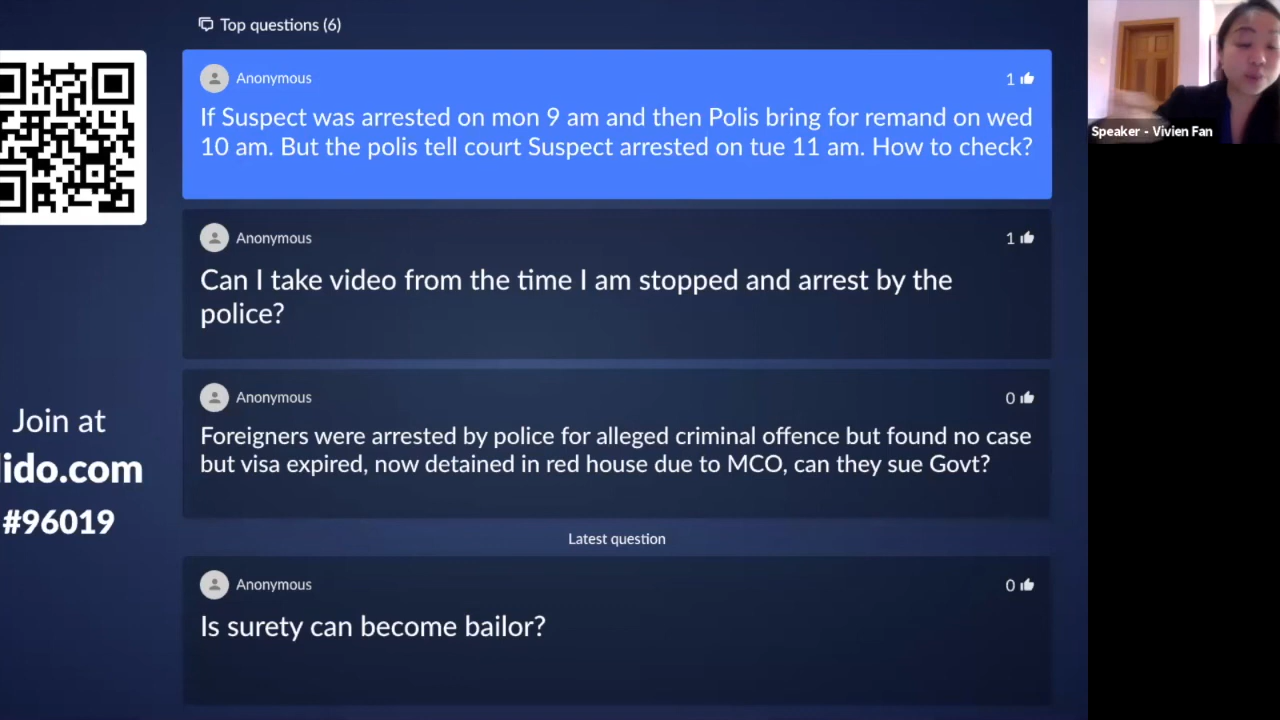 Top questions (6)
Anonymous
1
If Suspect was arrested on mon 9 am and then Polis bring for remand on wed
10 am. But the polis tell court Suspect arrested on tue 11 am. How to check?
Anonymous
1
Can I take video from the time I am stopped and arrest by the
police?
Anonymous
0
Foreigners were arrested by police for alleged criminal offence but found no case
but visa expired, now detained in red house due to MCO, can they sue Govt?
Latest question
Anonymous
0
Is surety can become bailor?
Join at
lido.com
#96019
Speaker - Vivien Fan